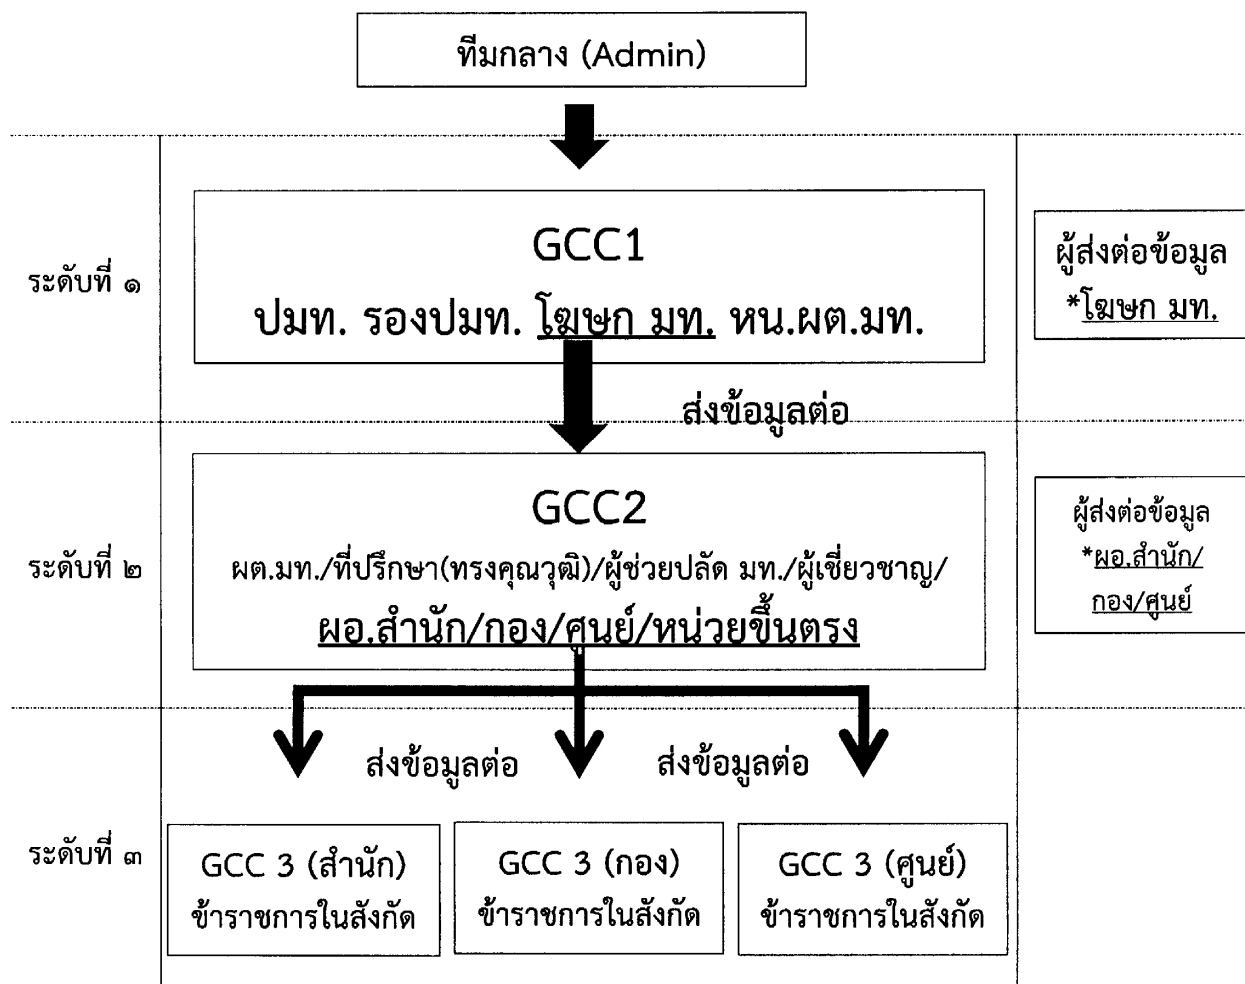 ทีมกลาง (Admin)
ระดับที่ ๑
GCC1
ปมท. รองปมท. โฆษก มท. หน.ผต.มท.
ผู้ส่งต่อข้อมูล
*โฆษก มท.
ส่งข้อมูลต่อ
ระดับที่ ๒
GCC2
ผต.มท./ที่ปรึกษา(ทรงคุณวุฒิ)/ผู้ช่วยปลัด มท./ผู้เชี่ยวชาญ/
ผอ.สำนัก/กอง/ศูนย์/หน่วยขึ้นตรง
ผู้ส่งต่อข้อมูล
*ผอ.สำนัก/
กอง/ศูนย์
ส่งข้อมูลต่อ
ส่งข้อมูลต่อ
ระดับที่ ๓
GCC 3 (สำนัก)
ข้าราชการในสังกัด
GCC 3 (กอง)
ข้าราชการในสังกัด
GCC 3 (ศูนย์)
ข้าราชการในสังกัด